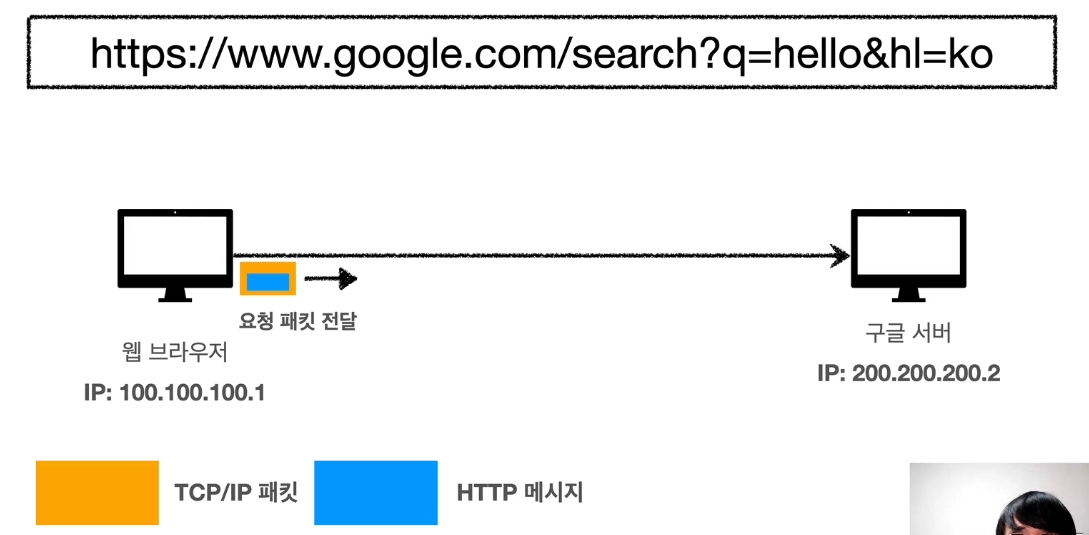 https://www.google.com/search?q=hello&hl=ko
요청 패킷 전달
웹 브라우저
IP: 100.100.100.1
구글 서버
IP: 200.200.200.2
TCP/IP 패킷
HTTP 메시지